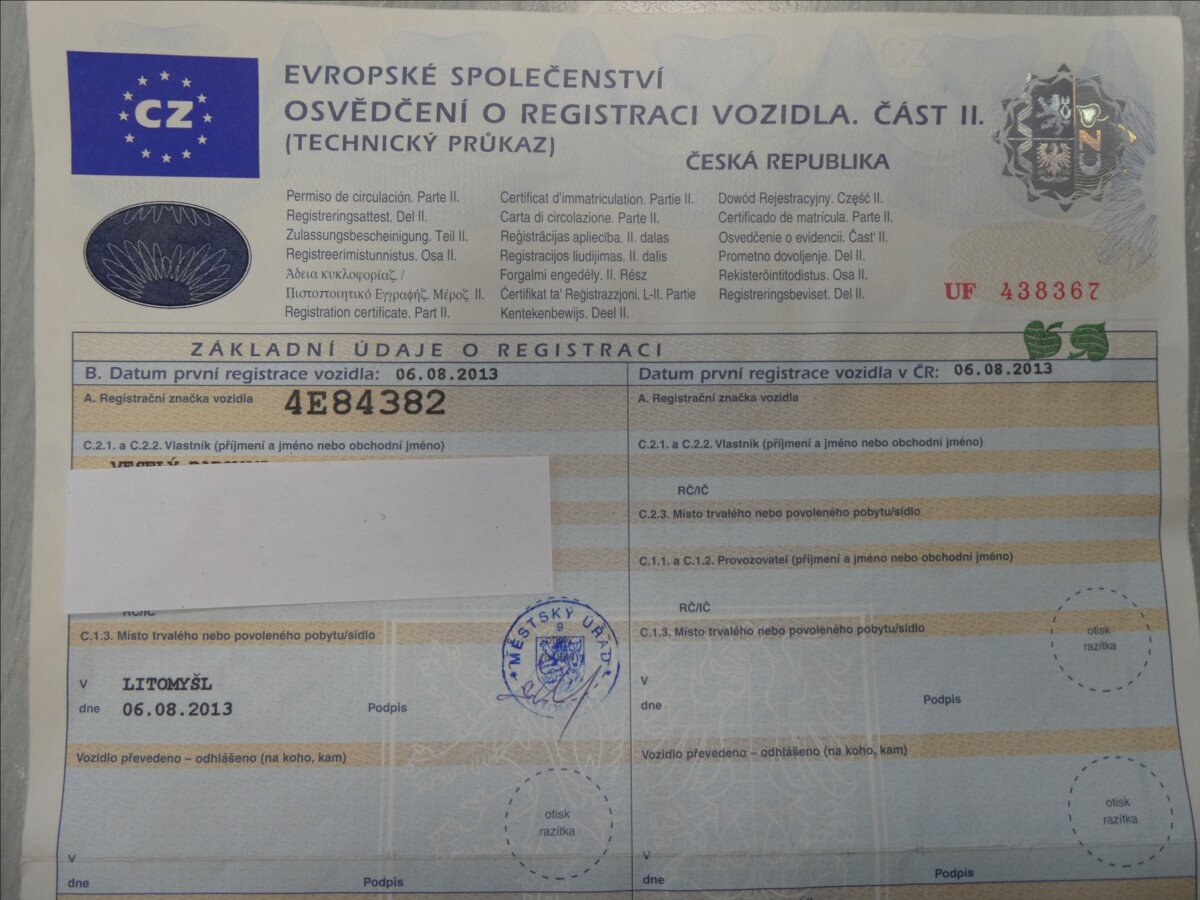 CZ
EVROPSKÉ SPOLEČENSTVÍ
OSVĚDČENÍ O REGISTRACI VOZIDLA. ČÁST II.
(TECHNICKÝ PRŮKAZ)
ČESKÁ REPUBLIKA
Permiso de circulación. Parte II.
Registreringsattest. Del II.
Zulassungsbescheinigung. Teil II.
Registreerimistunnistus. Osa II.
Άδεια κυκλοφορίαζ. /
Πιστοποιητικό Εγγραφήζ. Μέροζ II.
Registration certificate. Part II.
Certificat d'immatriculation. Partie II.
Carta di circolazione. Parte II.
Reģistrācijas apliecība. II. dalas
Registracijos liudijimas. II. dalis
Forgalmi engedély. II. Rész
Ċertifikat ta' Reġistrazzjoni. L-II. Partie
Kentekenbewijs. Deel II.
Dowód Rejestracyjny. Część II.
Certificado de matrícula. Parte II.
Osvedčenie o evidencii. Časť II.
Prometno dovoljenje. Del II.
Rekisteröintitodistus. Osa II.
Registreringsbeviset. Del II.
CZ
UF 438367
ZÁKLADNÍ ÚDAJE O REGISTRACI
B. Datum první registrace vozidla: 06.08.2013
A. Registrační značka vozidla 4E84382
C.2.1. a C.2.2. Vlastník (příjmení a jméno nebo obchodní jméno)
RČ/IČ
C.1.3. Místo trvalého nebo povoleného pobytu/sídlo
MĚSTSKÝ ÚŘAD
9
V LITOMYŠL
dne 06.08.2013 Podpis
Vozidlo převedeno – odhlášeno (na koho, kam)
otisk
razítka
V
dne Podpis
Datum první registrace vozidla v ČR: 06.08.2013
A. Registrační značka vozidla
C.2.1. a C.2.2. Vlastník (příjmení a jméno nebo obchodní jméno)
RČ/IČ
C.2.3. Místo trvalého nebo povoleného pobytu/sídlo
C.1.1. a C.1.2. Provozovatel (příjmení a jméno nebo obchodní jméno)
RČ/IČ
C.1.3. Místo trvalého nebo povoleného pobytu/sídlo
otisk
razítka
V
dne Podpis
Vozidlo převedeno – odhlášeno (na koho, kam)
otisk
razítka
V
dne Podpis